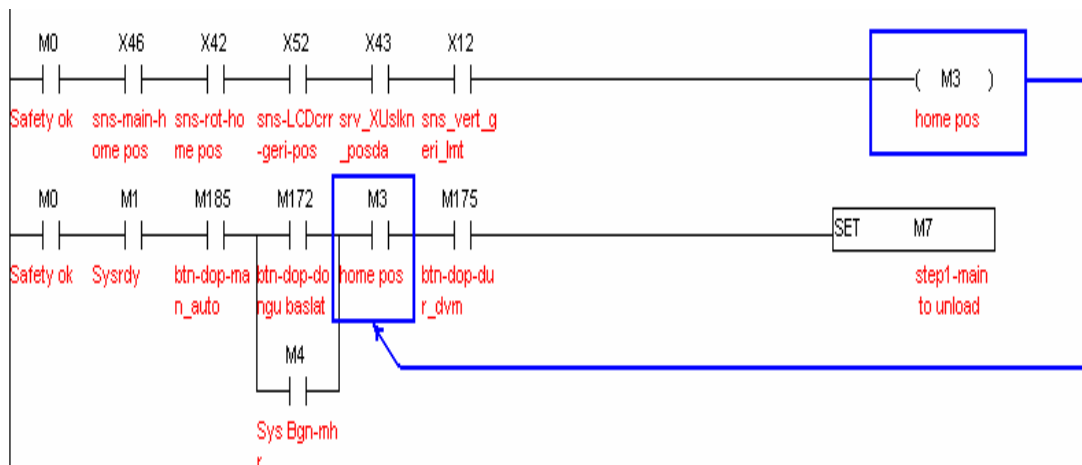 M0 X46 X42 X52 X43 X12
( M3 )
Safety ok sns-main-h sns-rot-ho sns-LCDcrr srv_XUslkn sns_vert_g home pos
ome pos me pos -geri-pos _posda eri_lmt
M0 M1 M185 M172 M3 M175
SET M7
Safety ok Sysrdy btn-dop-ma btn-dop-do home pos btn-dop-du step1-main
n_auto ngu baslat r_dvm to unload
M4
Sys Bgn-mh
r